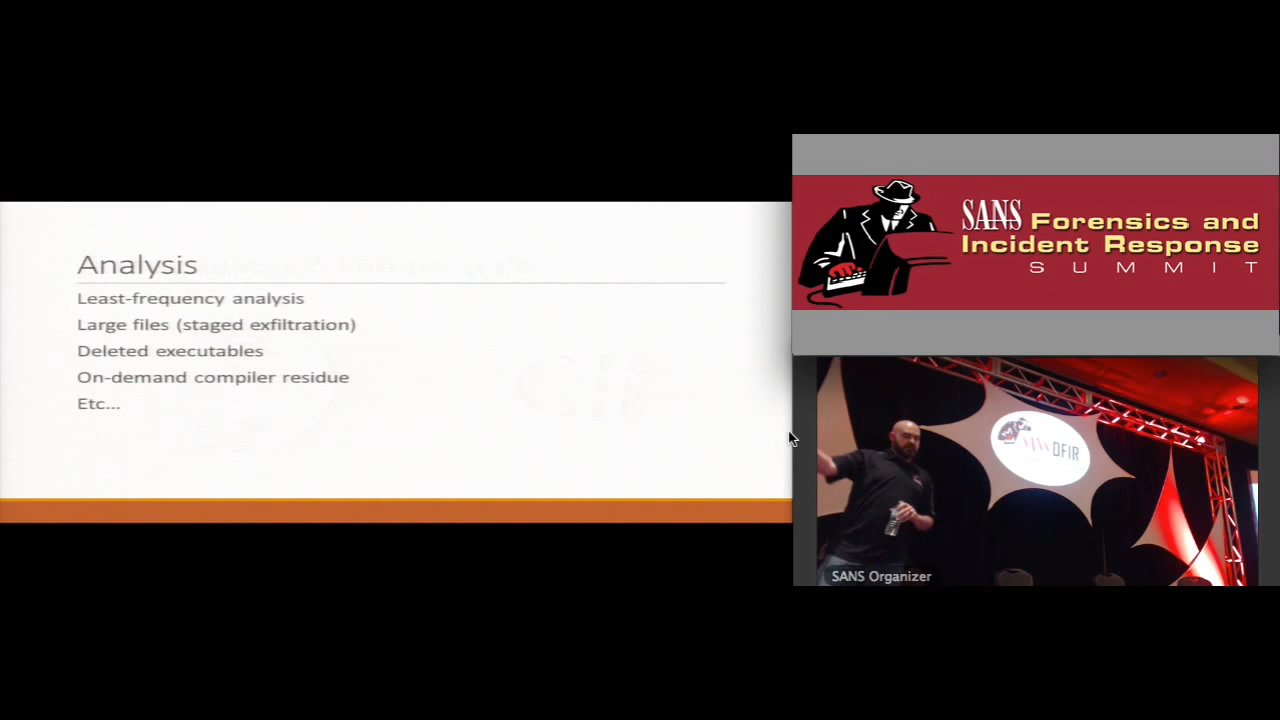 Analysis
Least-frequency analysis
Large files (staged exfiltration)
Deleted executables
On-demand compiler residue
Etc...
SANS Forensics and
Incident Response
SUMMIT
DFIR
SANS Organizer